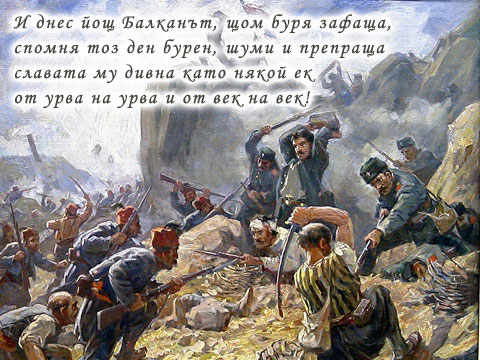 И днес йощ Балканът, щом буря зафаща,
спомня тоз ден бурен, шуми и препраща
славата му дивна като някой ек
от урва на урва и от век на век!